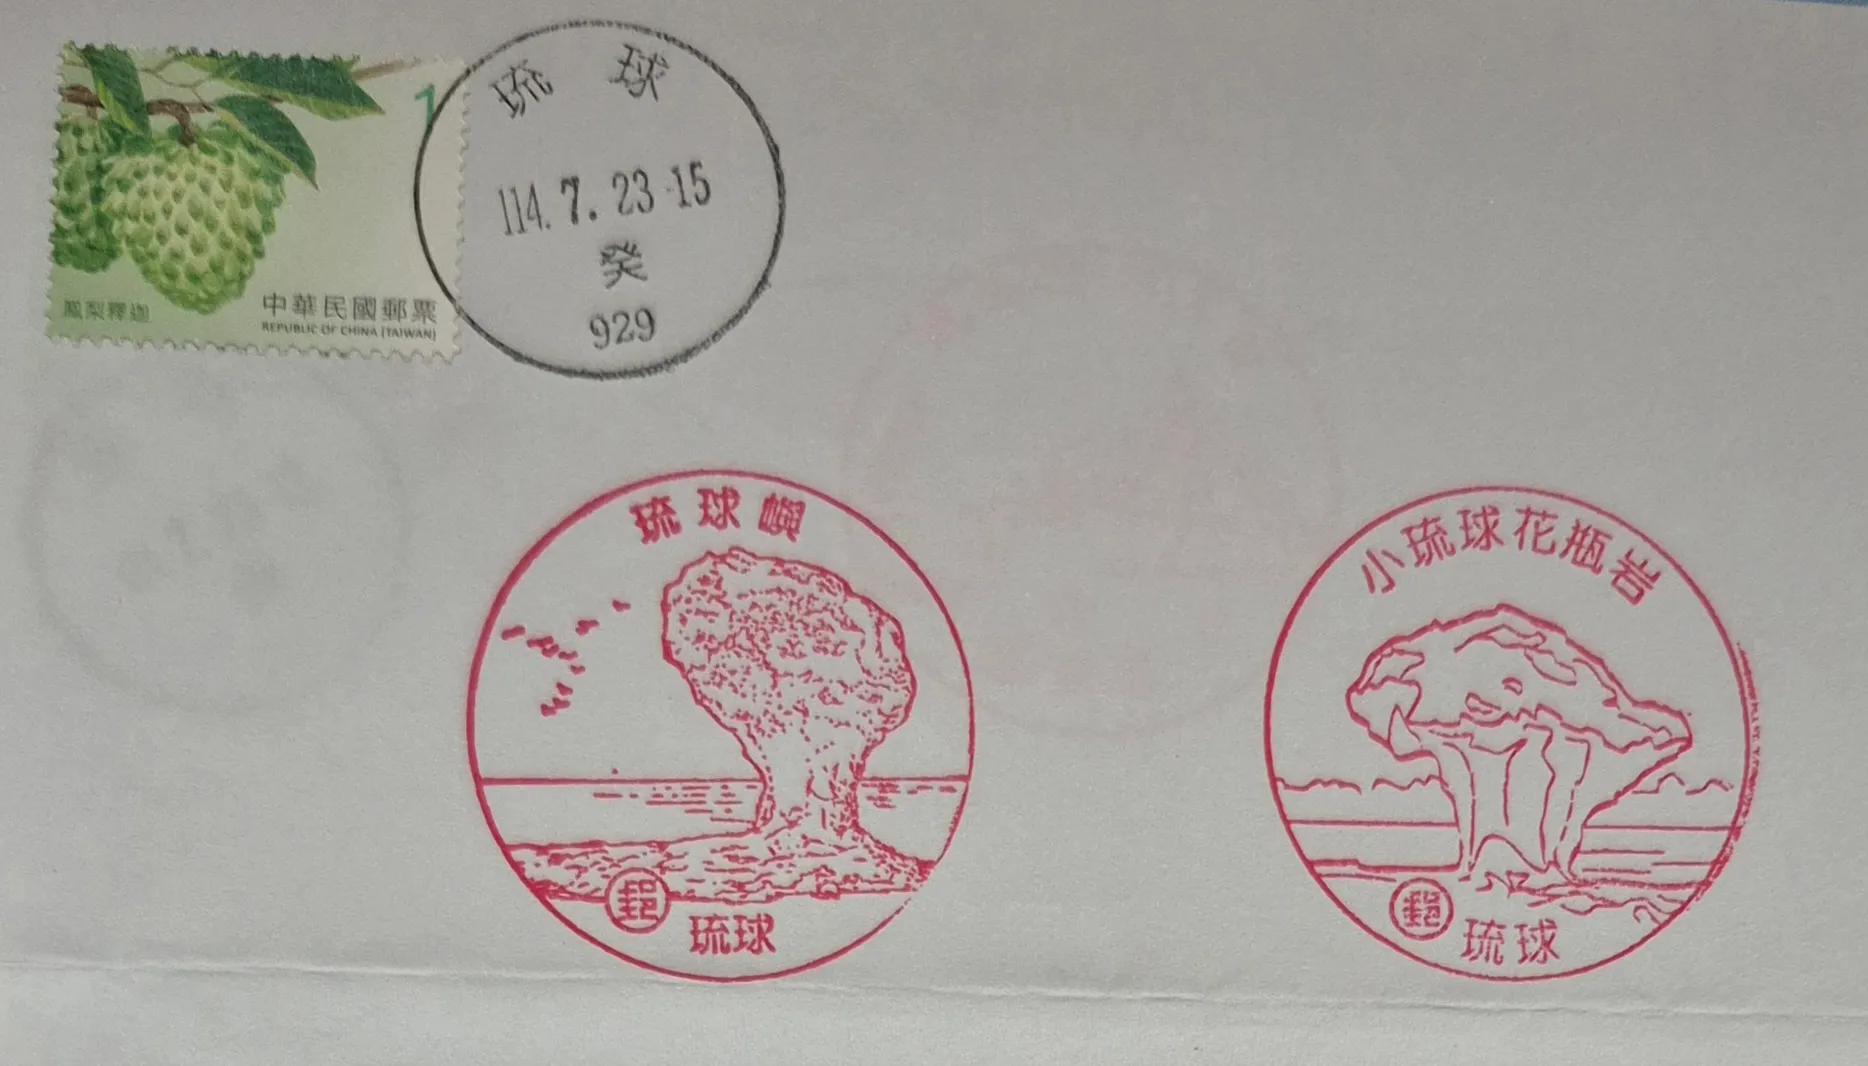 1
鳳梨釋迦
中華民國郵票
REPUBLIC OF CHINA (TAIWAN)
琉球
114.7.23-15
癸
929
琉球嶼
郵
琉球
小琉球花瓶岩
郵
琉球